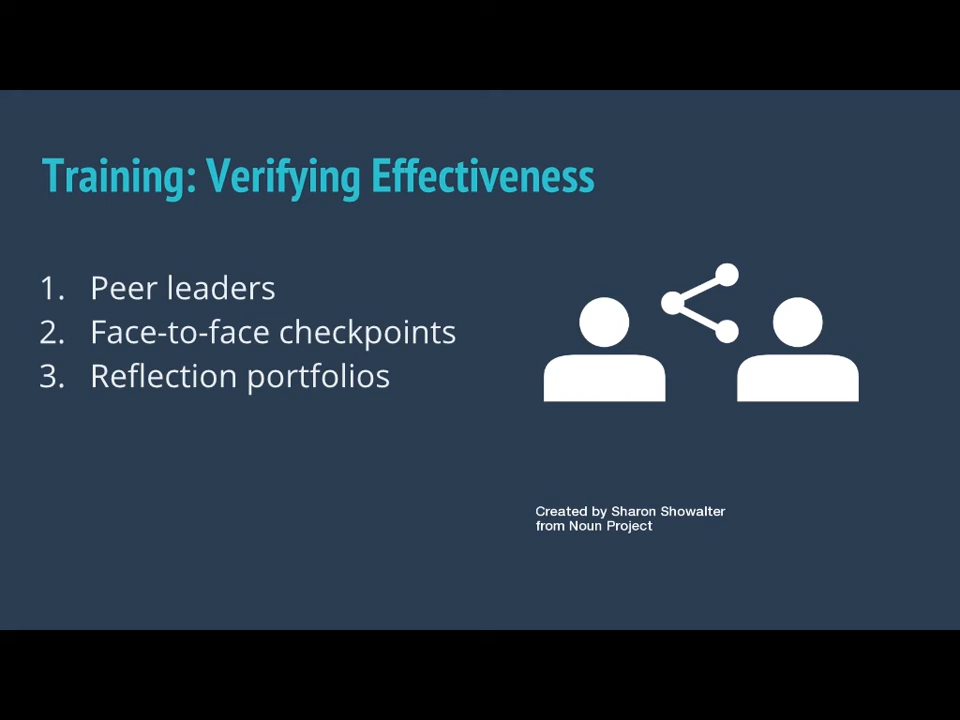 Training: Verifying Effectiveness
1. Peer leaders
2. Face-to-face checkpoints
3. Reflection portfolios
Created by Sharon Showalter
from Noun Project